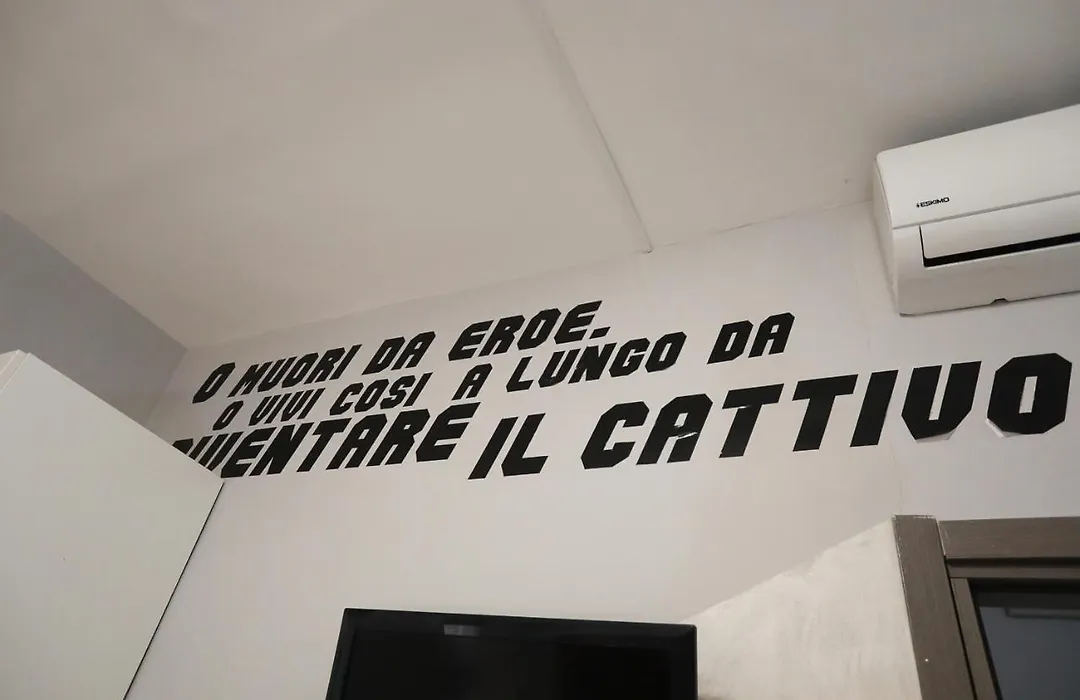 O MUORI DA EROE.
O VIVI COSI A LUNGO DA
DIVENTARE IL CATTIVO
ESKIMO